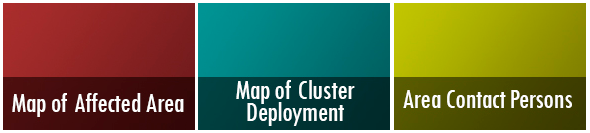 Map of Affected Area
Map of Cluster
Deployment
Area Contact Persons